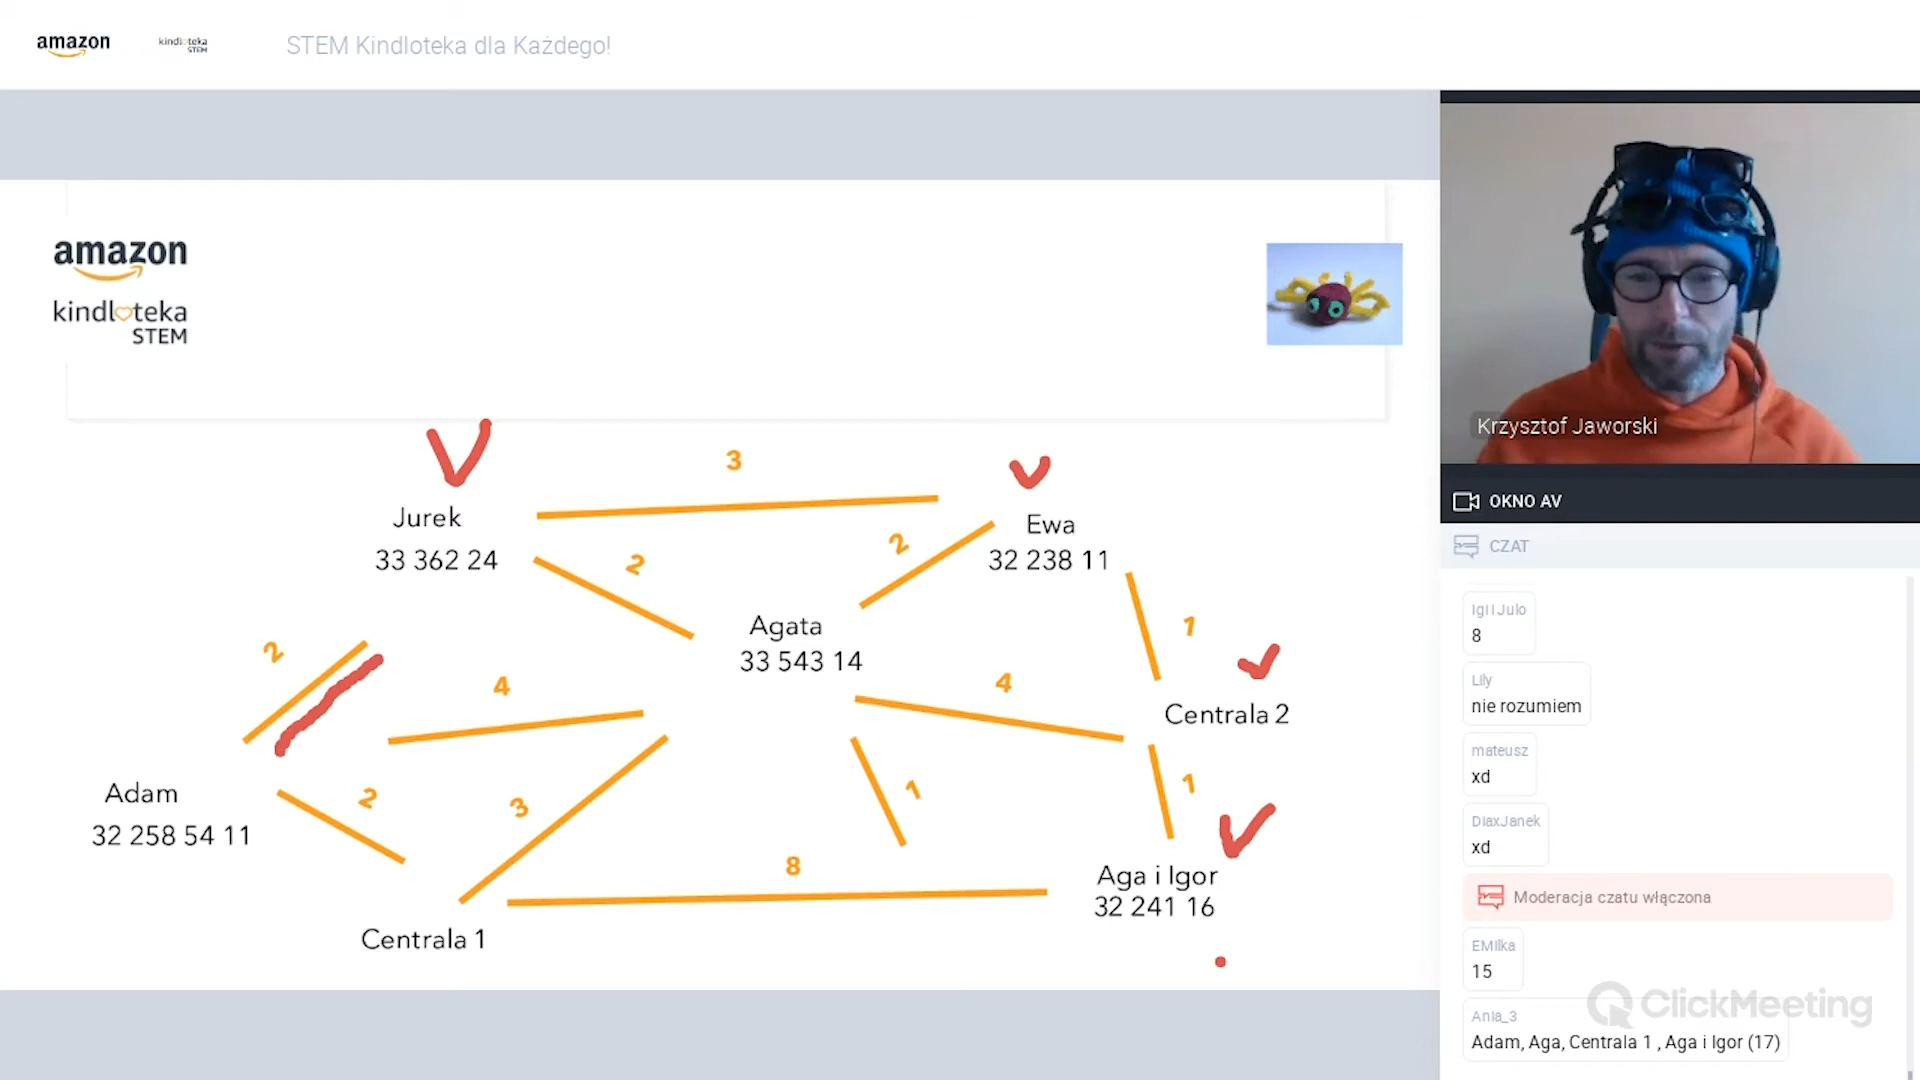 amazon
kindloteka
STEM
STEM Kindloteka dla Każdego!
amazon
kindloteka
STEM
3
Jurek
33 362 24
2
2
Ewa
32 238 11
Agata
33 543 14
1
2
4
4
Centrala 2
Adam
32 258 54 11
2
3
1
1
8
Aga i Igor
32 241 16
Centrala 1
Krzysztof Jaworski
OKNO AV
CZAT
Igi i Julo
8
Lily
nie rozumiem
mateusz
xd
DiaxJanek
xd
Moderacja czatu włączona
EMilka
15
Ania_3
Adam, Aga, Centrala 1 , Aga i Igor (17)
ClickMeeting